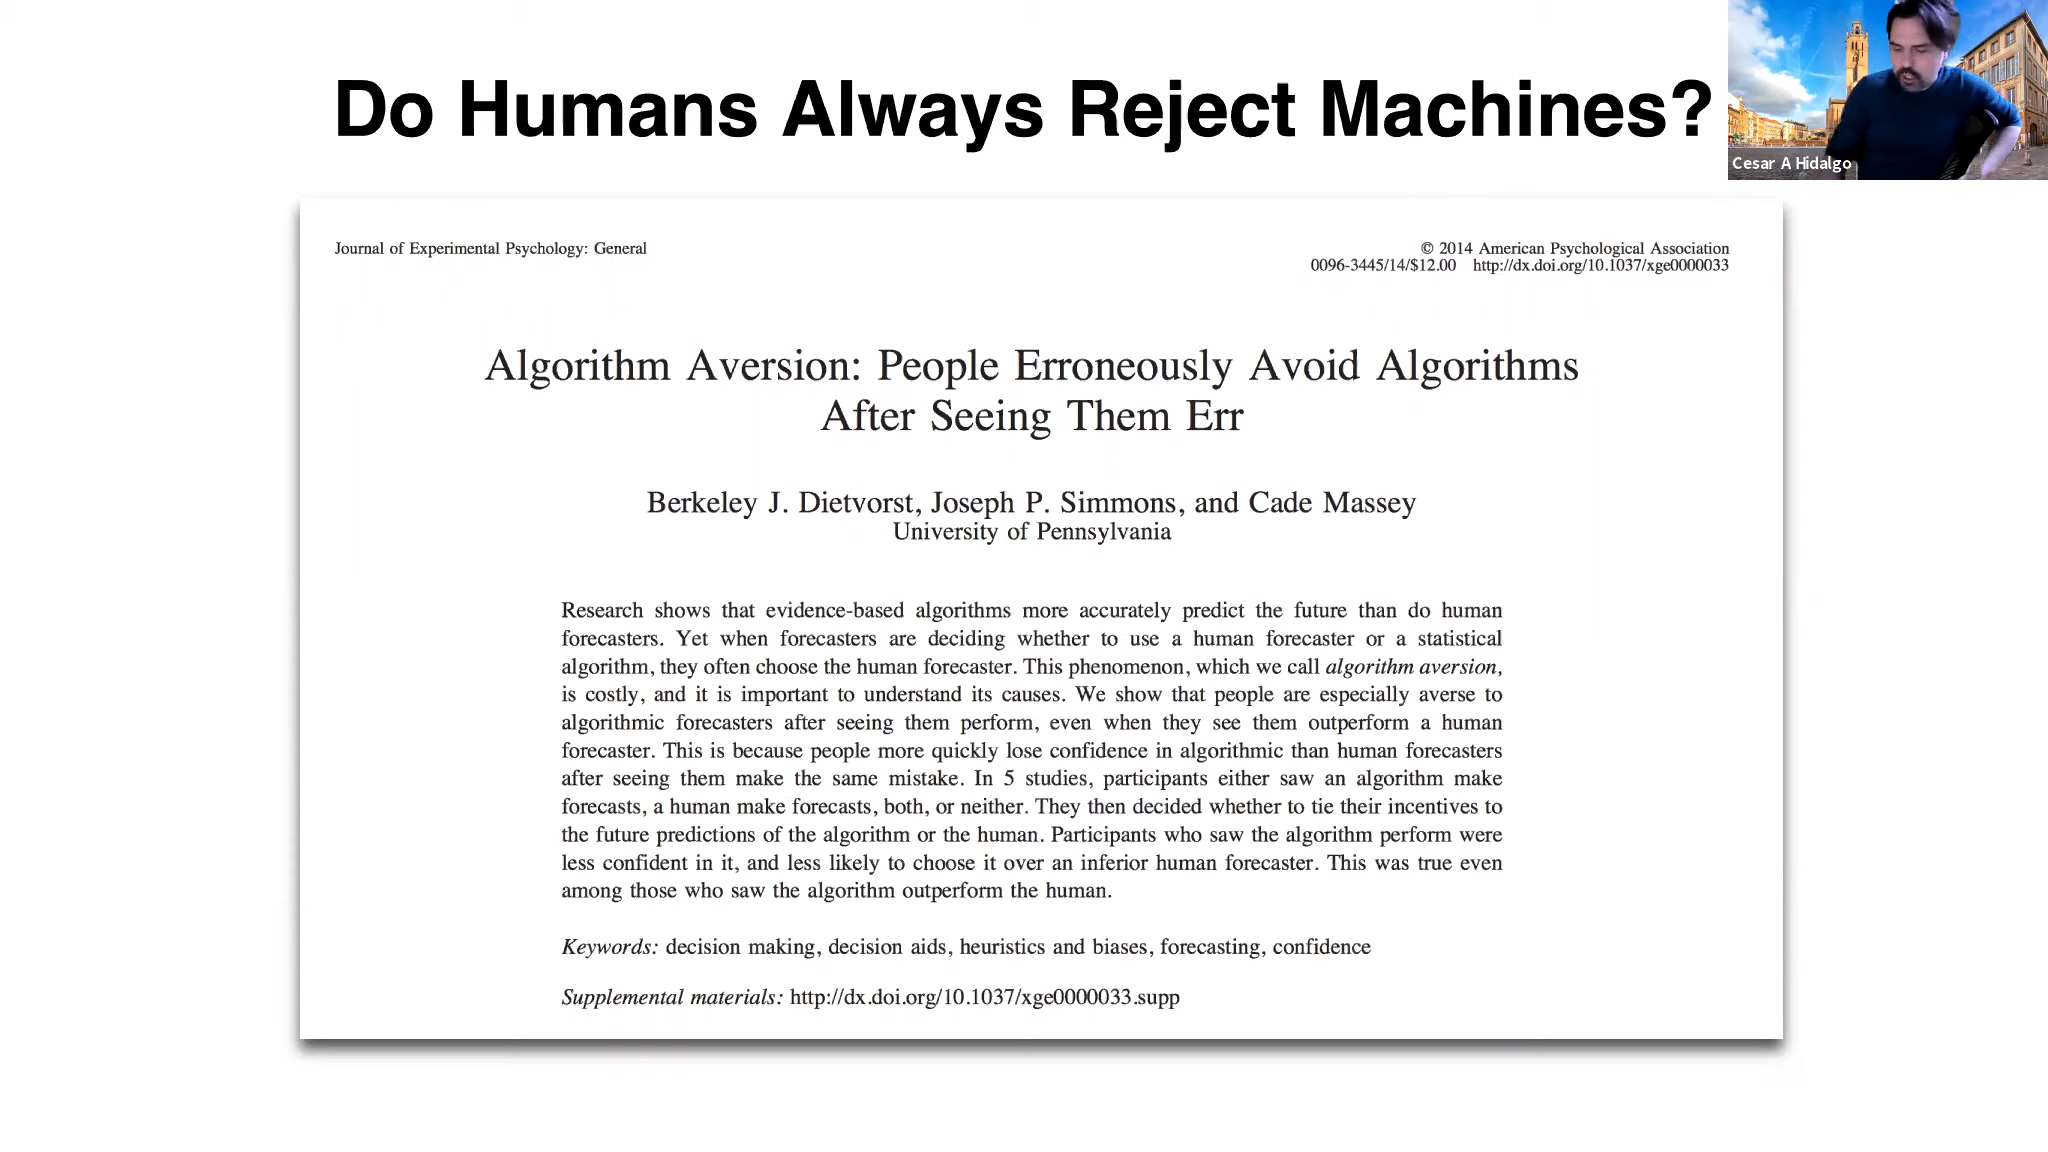 Do Humans Always Reject Machines?
Cesar A Hidalgo
Journal of Experimental Psychology: General
© 2014 American Psychological Association
0096-3445/14/$12.00 http://dx.doi.org/10.1037/xge0000033
Algorithm Aversion: People Erroneously Avoid Algorithms
After Seeing Them Err
Berkeley J. Dietvorst, Joseph P. Simmons, and Cade Massey
University of Pennsylvania
Research shows that evidence-based algorithms more accurately predict the future than do human
forecasters. Yet when forecasters are deciding whether to use a human forecaster or a statistical
algorithm, they often choose the human forecaster. This phenomenon, which we call algorithm aversion,
is costly, and it is important to understand its causes. We show that people are especially averse to
algorithmic forecasters after seeing them perform, even when they see them outperform a human
forecaster. This is because people more quickly lose confidence in algorithmic than human forecasters
after seeing them make the same mistake. In 5 studies, participants either saw an algorithm make
forecasts, a human make forecasts, both, or neither. They then decided whether to tie their incentives to
the future predictions of the algorithm or the human. Participants who saw the algorithm perform were
less confident in it, and less likely to choose it over an inferior human forecaster. This was true even
among those who saw the algorithm outperform the human.
Keywords: decision making, decision aids, heuristics and biases, forecasting, confidence
Supplemental materials: http://dx.doi.org/10.1037/xge0000033.supp